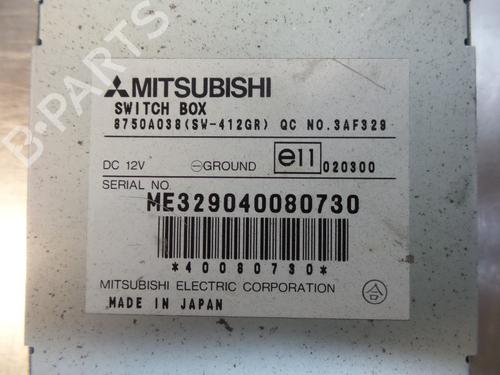 B-PARTS
MITSUBISHI
SWITCH BOX
8750A038(SW-412GR) QC NO.3AF329
DC 12V ⊖GROUND e11 020300
SERIAL NO.
ME329040080730
*40080730*
MITSUBISHI ELECTRIC CORPORATION 合
MADE IN JAPAN